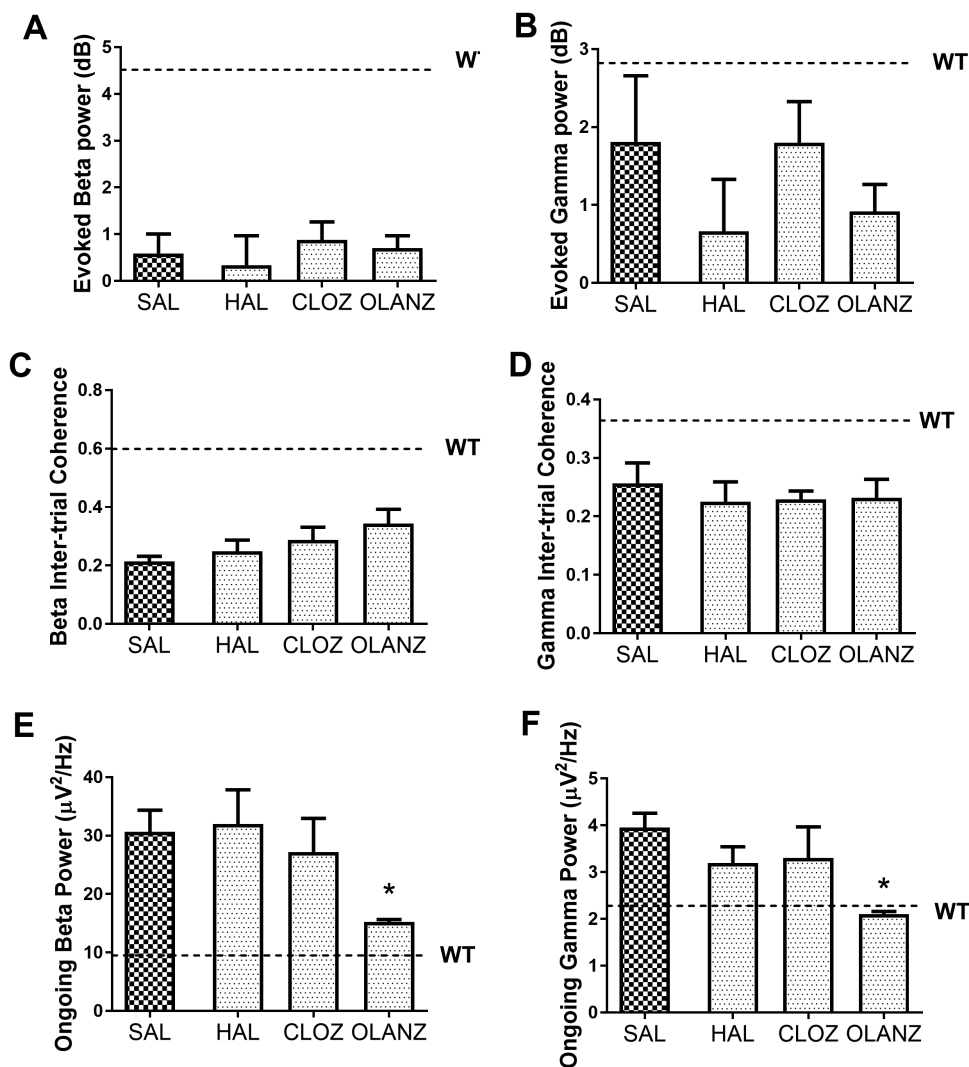 A
Evoked Beta power (dB)
5
4
3
2
1
0
W
SAL HAL CLOZ OLANZ
B
Evoked Gamma power (dB)
3
2
1
0
WT
SAL HAL CLOZ OLANZ
C
Beta Inter-trial Coherence
0.8
0.6
0.4
0.2
0.0
WT
SAL HAL CLOZ OLANZ
D
Gamma Inter-trial Coherence
0.4
0.3
0.2
0.1
0.0
WT
SAL HAL CLOZ OLANZ
E
Ongoing Beta Power (µV²/Hz)
40
30
20
10
0
*
WT
SAL HAL CLOZ OLANZ
F
Ongoing Gamma Power (µV²/Hz)
5
4
3
2
1
0
*
WT
SAL HAL CLOZ OLANZ